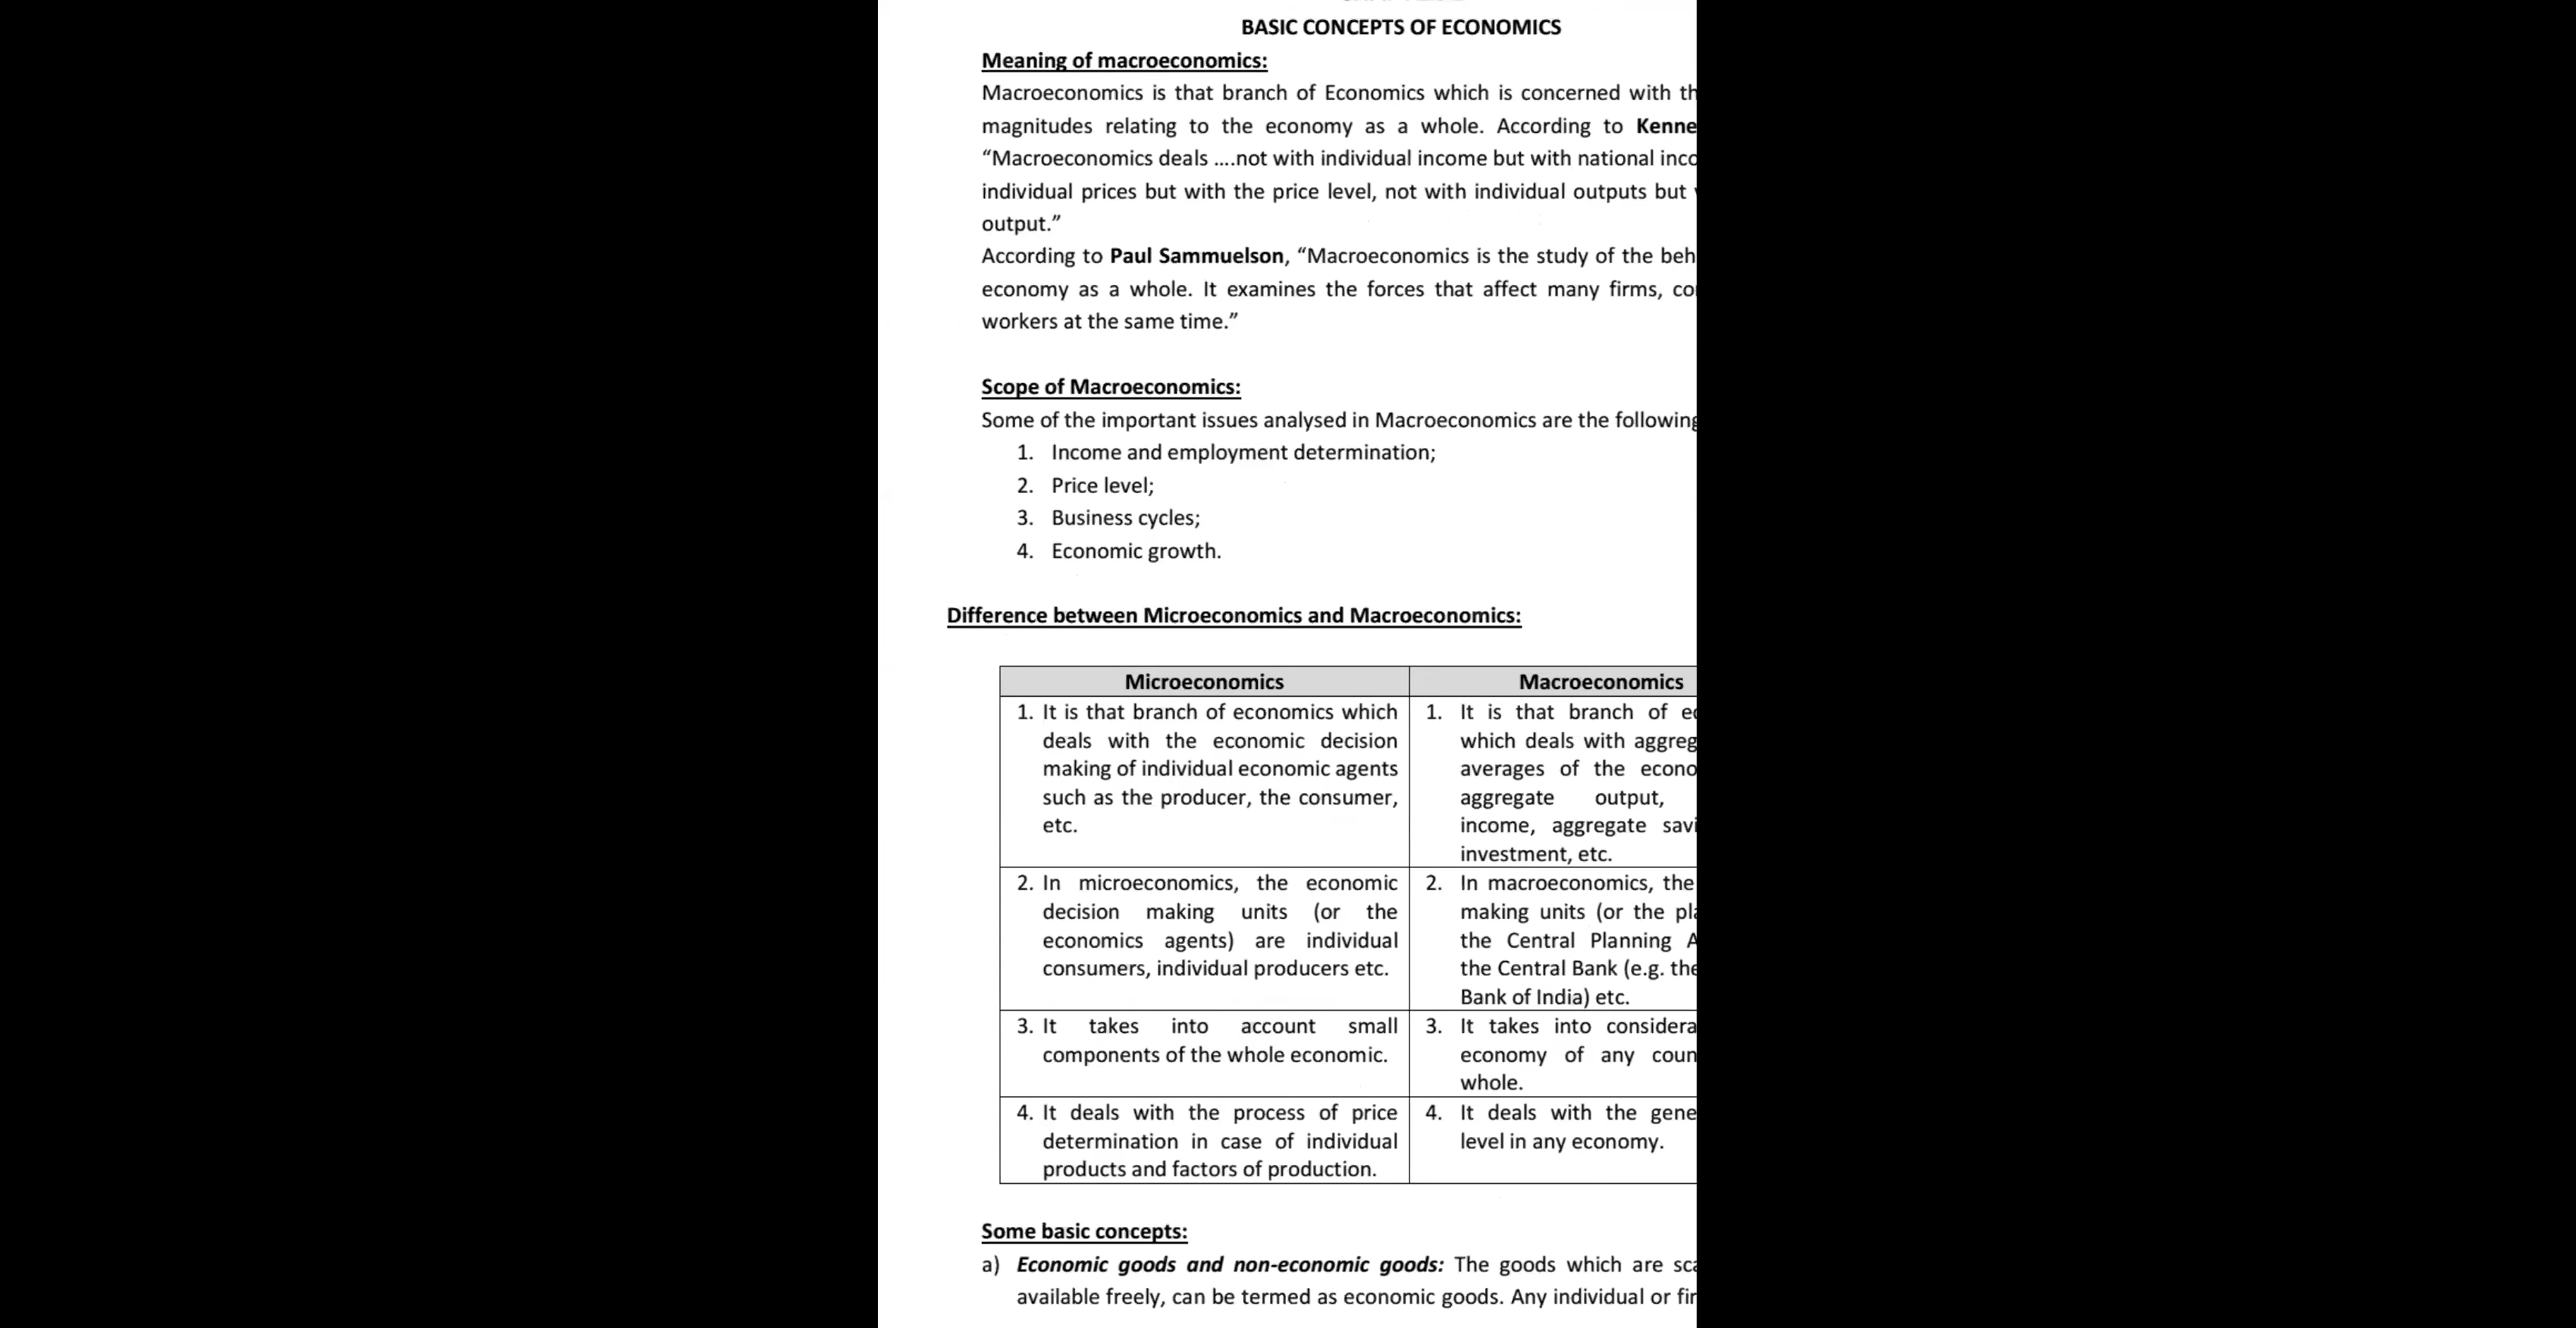 BASIC CONCEPTS OF ECONOMICS
Meaning of macroeconomics:
Macroeconomics is that branch of Economics which is concerned with
magnitudes relating to the economy as a whole. According to
“Macroeconomics deals ….not with individual income but with national
individual prices but with the price level, not with individual outputs but
output.”
According to Paul Sammuelson, “Macroeconomics is the study of the
economy as a whole. It examines the forces that affect many firms,
workers at the same time.”
Scope of Macroeconomics:
Some of the important issues analysed in Macroeconomics are the following
1. Income and employment determination;
2. Price level;
3. Business cycles;
4. Economic growth.
Difference between Microeconomics and Macroeconomics:
Microeconomics
1. It is that branch of economics which
deals with the economic decision
making of individual economic agents
such as the producer, the consumer,
etc.
2. In microeconomics, the economic
decision making units (or the
economics agents) are individual
consumers, individual producers etc.
3. It takes into account small
components of the whole economic.
4. It deals with the process of price
determination in case of individual
products and factors of production.
Macroeconomics
1. It is that branch of
which deals with
averages of the
aggregate output,
income, aggregate
investment, etc.
2. In macroeconomics, the
making units (or the
the Central Planning
the Central Bank (e.g. the
Bank of India) etc.
3. It takes into
economy of any
whole.
4. It deals with the
level in any economy.
Some basic concepts:
a) Economic goods and non-economic goods: The goods which are
available freely, can be termed as economic goods. Any individual or